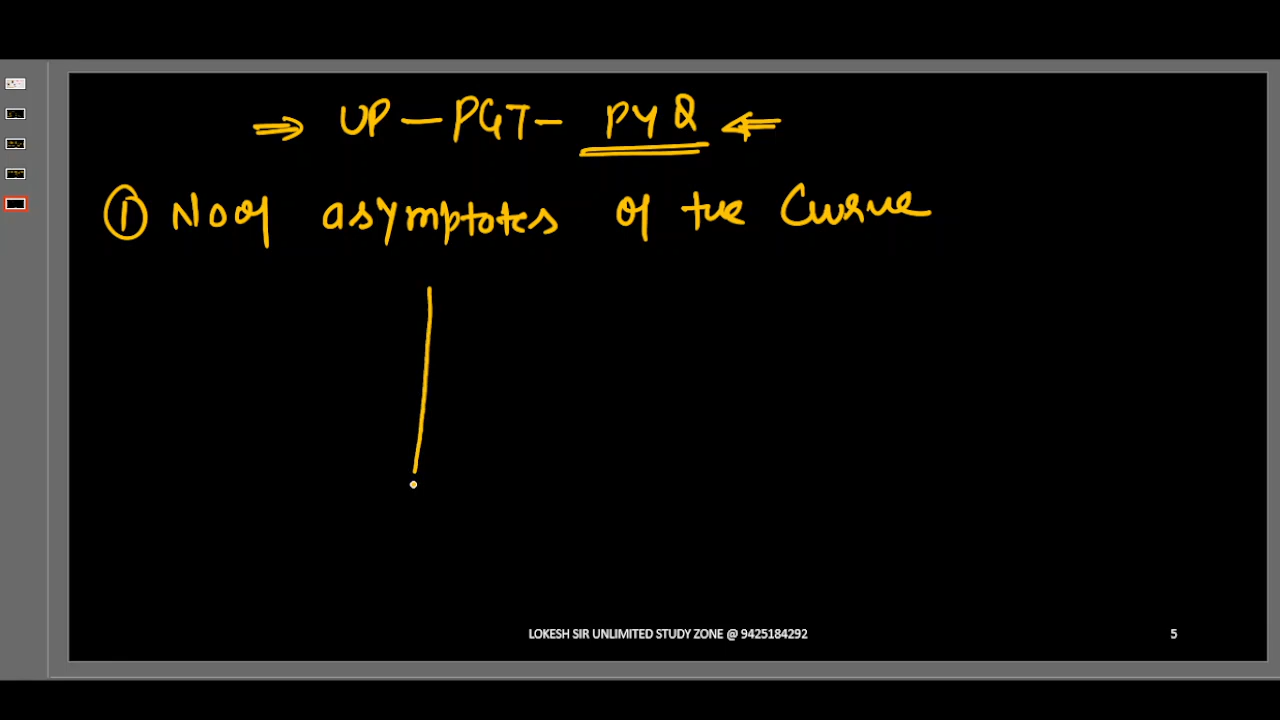 ⇒ UP - PGT - PYQ ⇐
① No of asymptotes of the Curve
LOKESH SIR UNLIMITED STUDY ZONE @ 9425184292
5